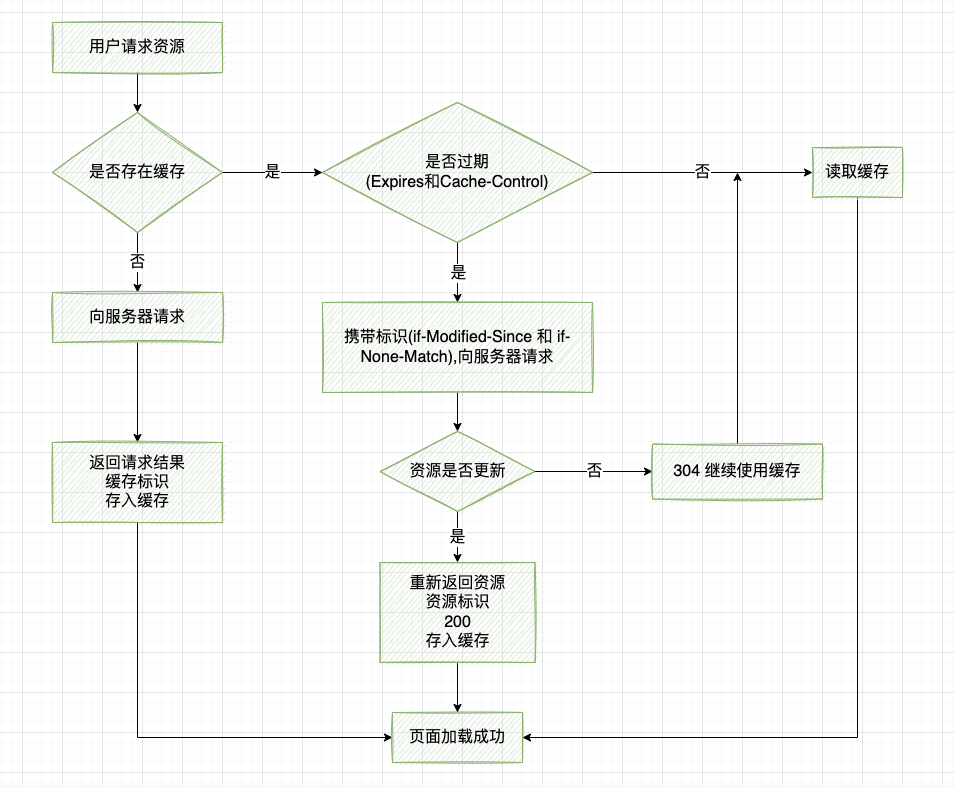 用户请求资源
是否存在缓存
是
是否过期
(Expires和Cache-Control)
否
读取缓存
否
是
向服务器请求
携带标识(if-Modified-Since 和 if-
None-Match),向服务器请求
返回请求结果
缓存标识
存入缓存
资源是否更新
否
304 继续使用缓存
是
重新返回资源
资源标识
200
存入缓存
页面加载成功